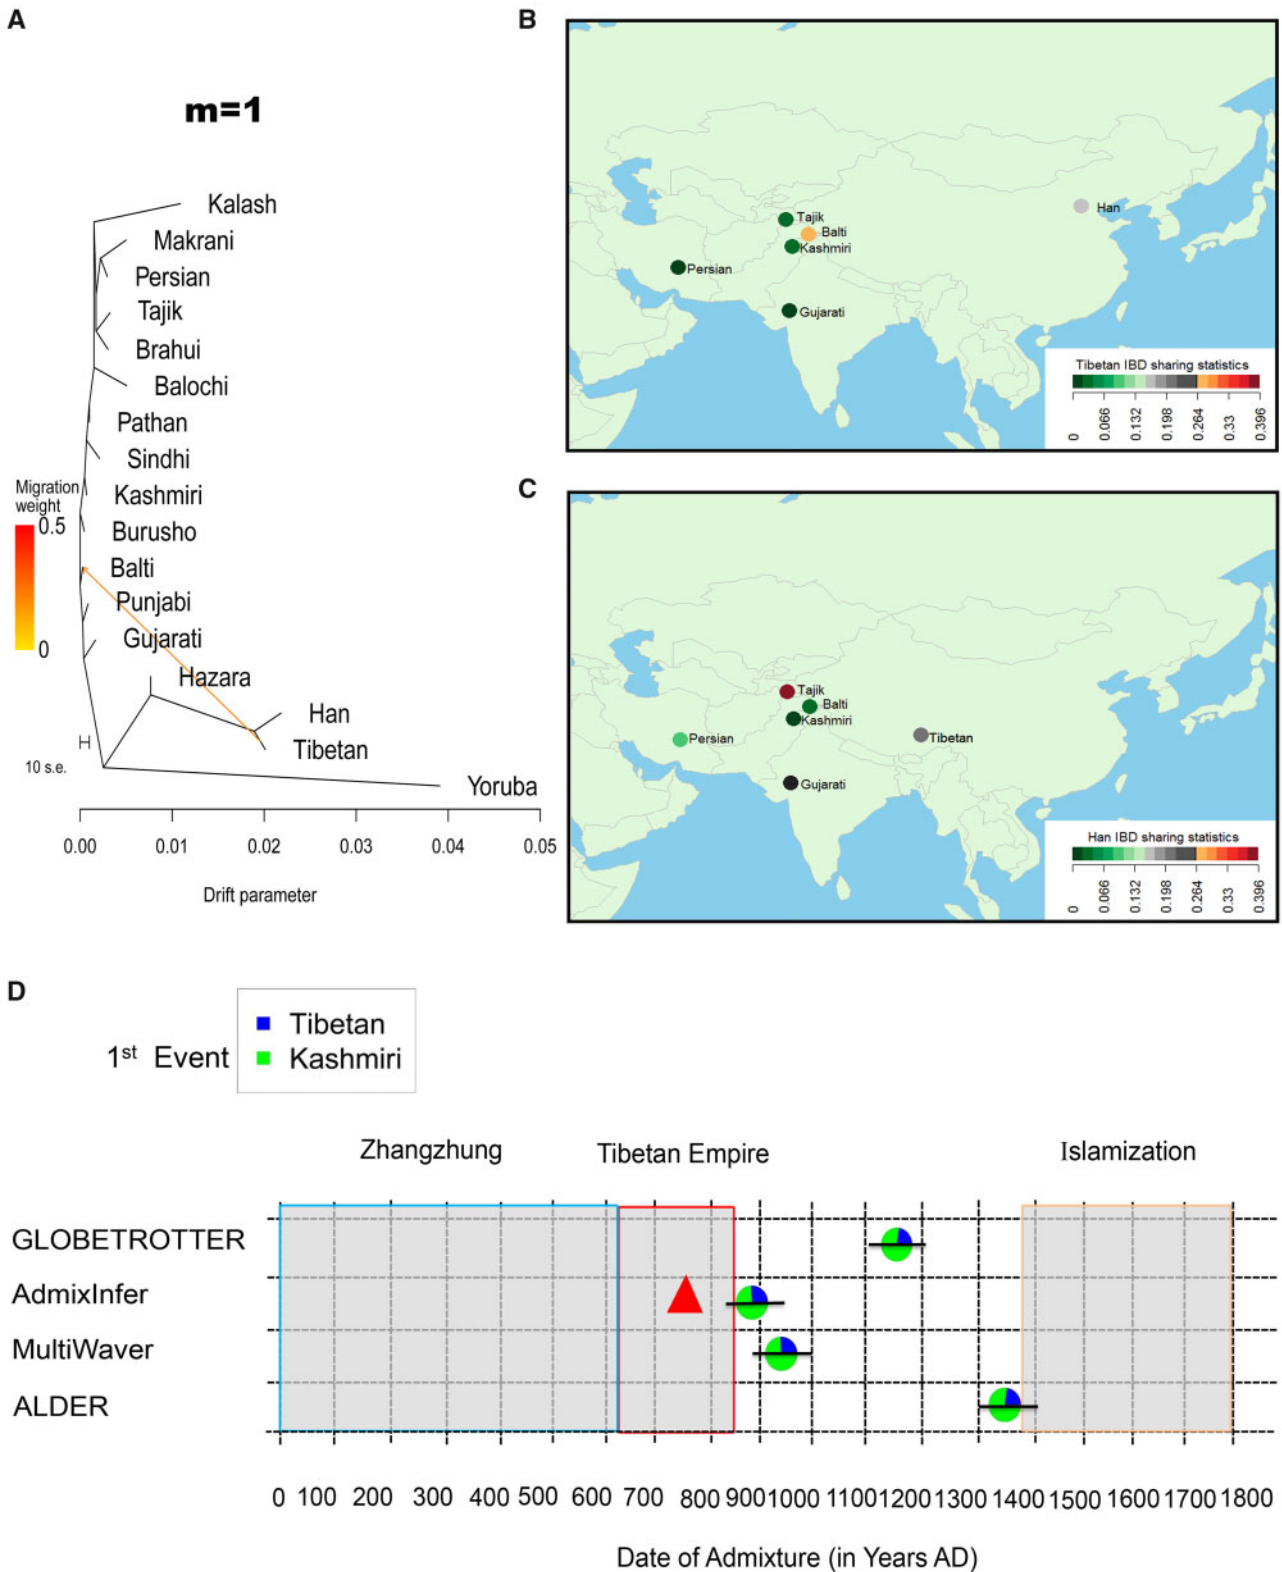 A
m=1
Kalash
Makrani
Persian
Tajik
Brahui
Balochi
Pathan
Sindhi
Kashmiri
Burusho
Balti
Punjabi
Gujarati
Hazara
Han
Tibetan
Yoruba
Migration
weight
0.5
0
10 s.e.
0.00 0.01 0.02 0.03 0.04 0.05
Drift parameter
B
Tajik
Balti
Kashmiri
Persian
Gujarati
Han
Tibetan IBD sharing statistics
0 0.066 0.132 0.198 0.264 0.33 0.396
C
Tajik
Balti
Kashmiri
Persian
Tibetan
Gujarati
Han IBD sharing statistics
0 0.066 0.132 0.198 0.264 0.33 0.396
D
1st Event
Tibetan
Kashmiri
Zhangzhung Tibetan Empire Islamization
GLOBETROTTER
AdmixInfer
MultiWaver
ALDER
0 100 200 300 400 500 600 700 800 900 1000 1100 1200 1300 1400 1500 1600 1700 1800
Date of Admixture (in Years AD)